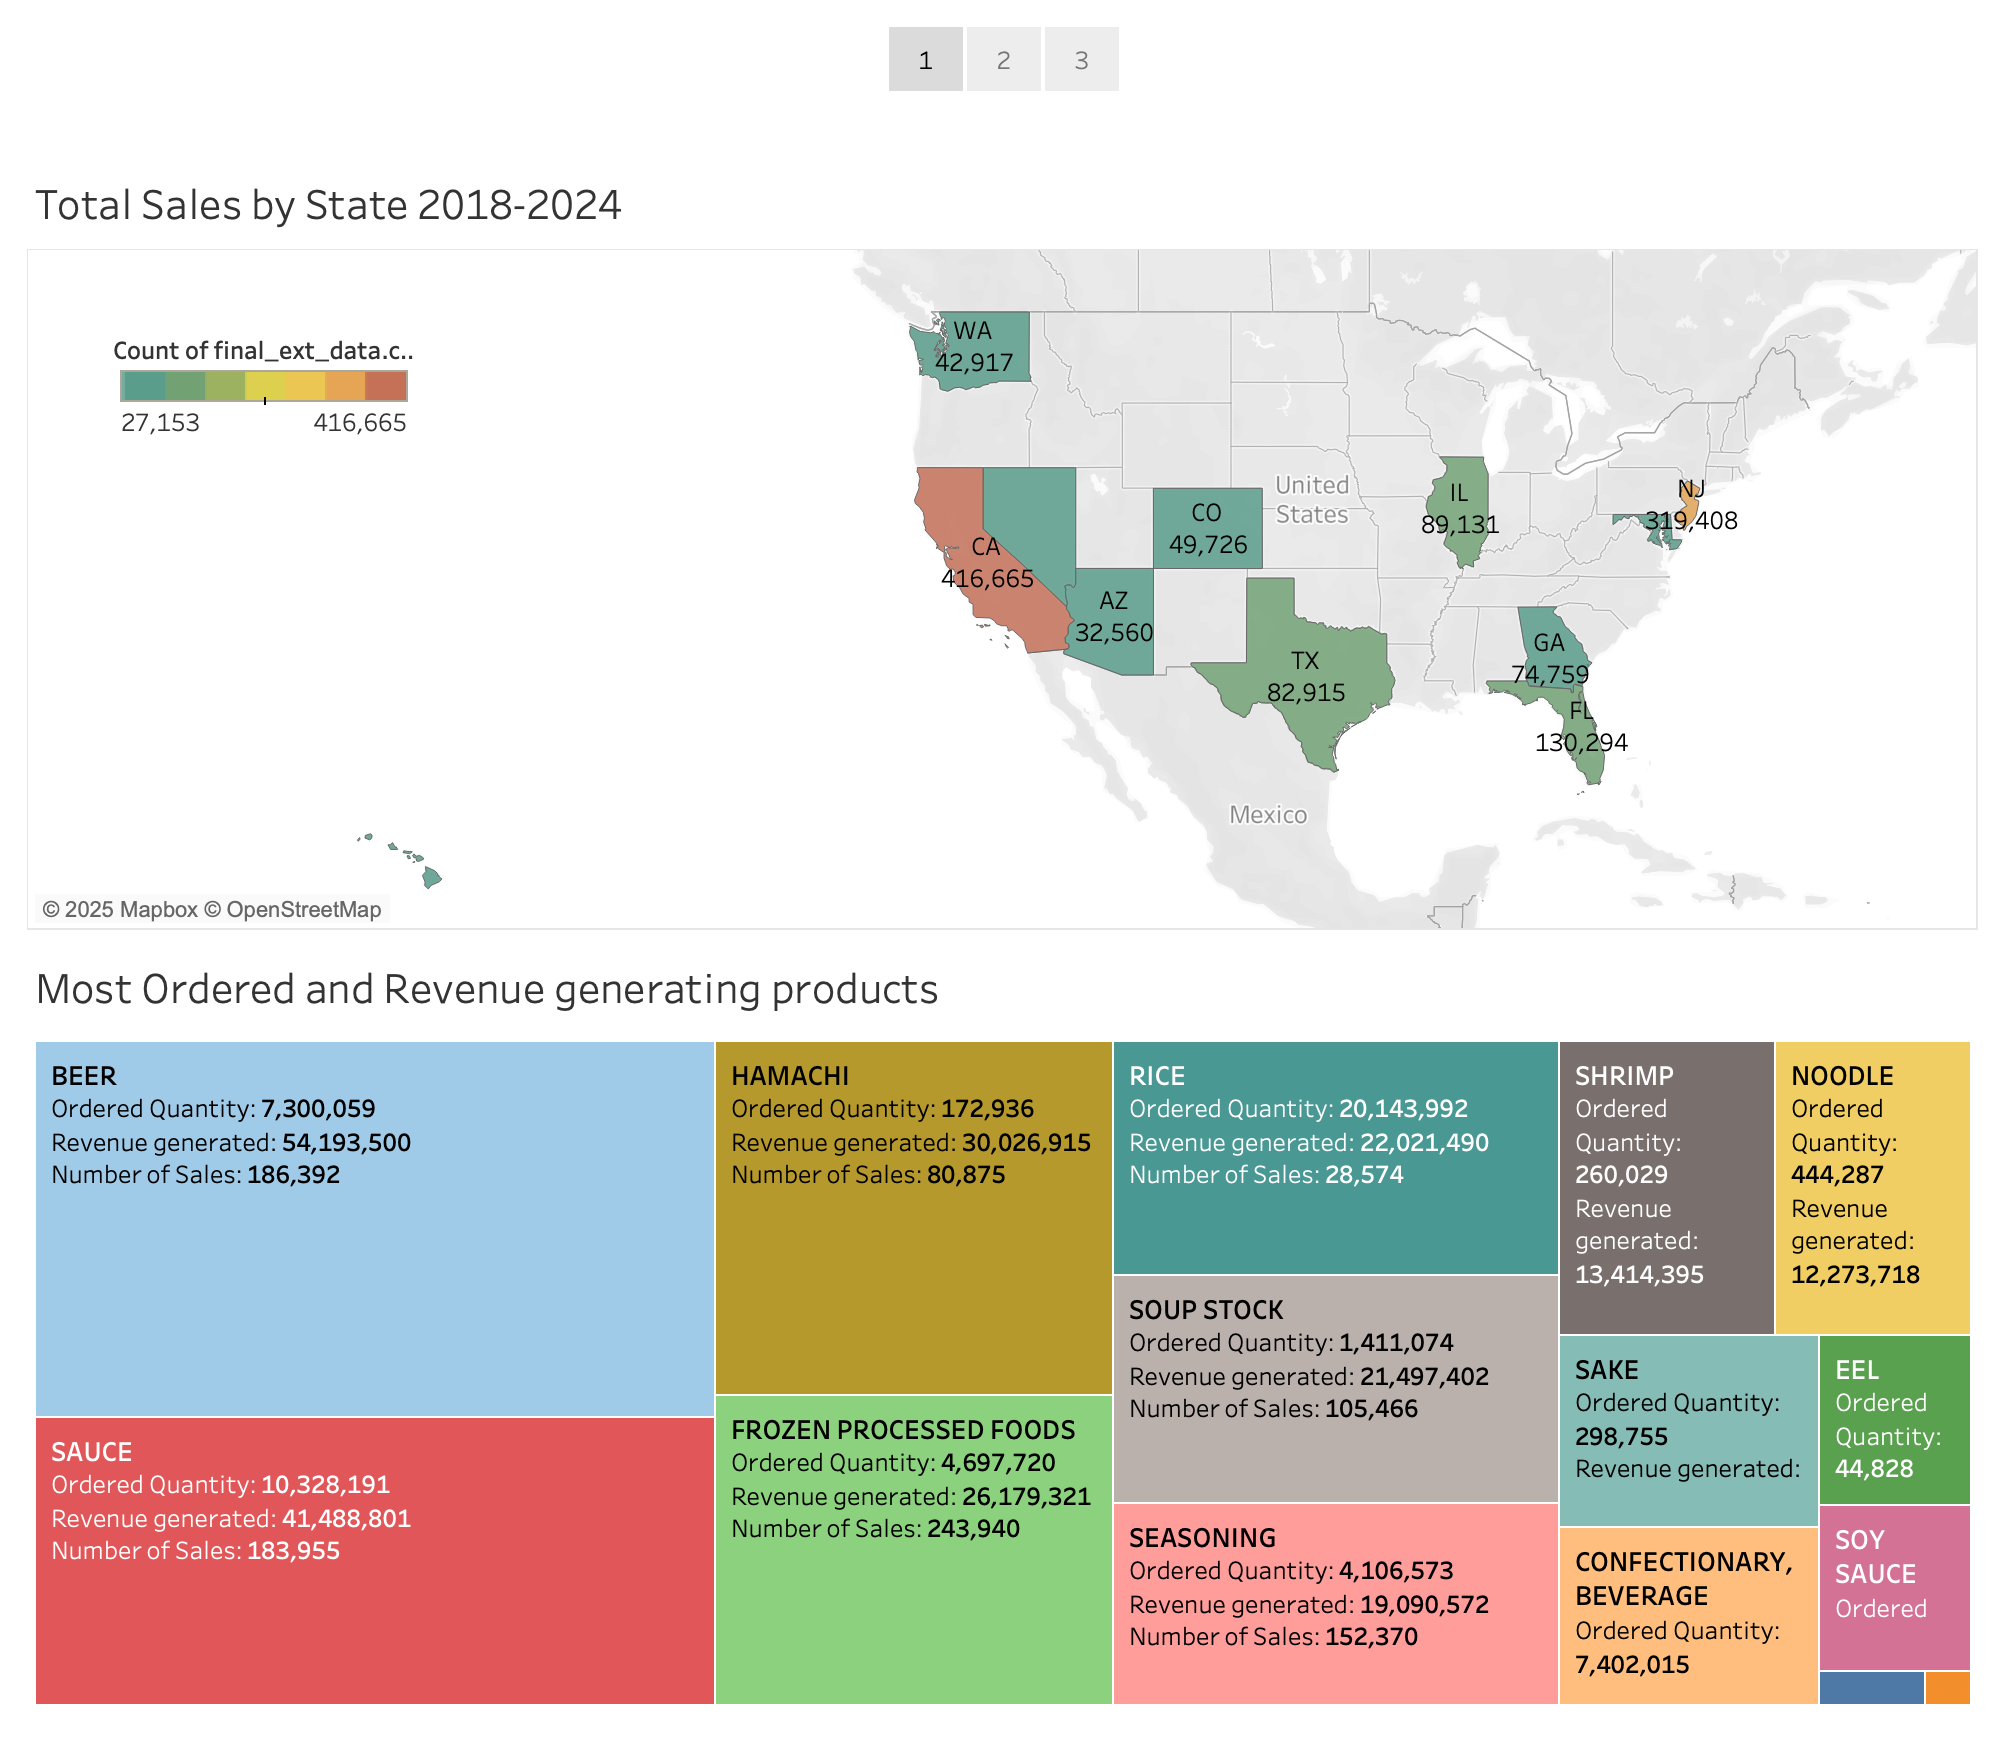 1 2 3
Total Sales by State 2018-2024
Count of final_ext_data.c..
27,153 416,665
WA
42,917
CA
416,665
AZ
32,560
CO
49,726
United
States
TX
82,915
IL
89,131
NJ
319,408
GA
74,759
FL
130,294
Mexico
© 2025 Mapbox © OpenStreetMap
Most Ordered and Revenue generating products
BEER
Ordered Quantity: 7,300,059
Revenue generated: 54,193,500
Number of Sales: 186,392
SAUCE
Ordered Quantity: 10,328,191
Revenue generated: 41,488,801
Number of Sales: 183,955
HAMACHI
Ordered Quantity: 172,936
Revenue generated: 30,026,915
Number of Sales: 80,875
FROZEN PROCESSED FOODS
Ordered Quantity: 4,697,720
Revenue generated: 26,179,321
Number of Sales: 243,940
RICE
Ordered Quantity: 20,143,992
Revenue generated: 22,021,490
Number of Sales: 28,574
SOUP STOCK
Ordered Quantity: 1,411,074
Revenue generated: 21,497,402
Number of Sales: 105,466
SEASONING
Ordered Quantity: 4,106,573
Revenue generated: 19,090,572
Number of Sales: 152,370
SHRIMP
Ordered
Quantity:
260,029
Revenue
generated:
13,414,395
NOODLE
Ordered
Quantity:
444,287
Revenue
generated:
12,273,718
SAKE
Ordered Quantity:
298,755
Revenue generated:
EEL
Ordered
Quantity:
44,828
CONFECTIONARY,
BEVERAGE
Ordered Quantity:
7,402,015
SOY
SAUCE
Ordered